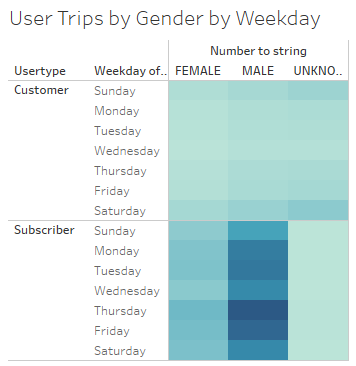 User Trips by Gender by Weekday
Number to string
Usertype Weekday of.. FEMALE MALE UNKNO..
Customer Sunday
Monday
Tuesday
Wednesday
Thursday
Friday
Saturday
Subscriber Sunday
Monday
Tuesday
Wednesday
Thursday
Friday
Saturday